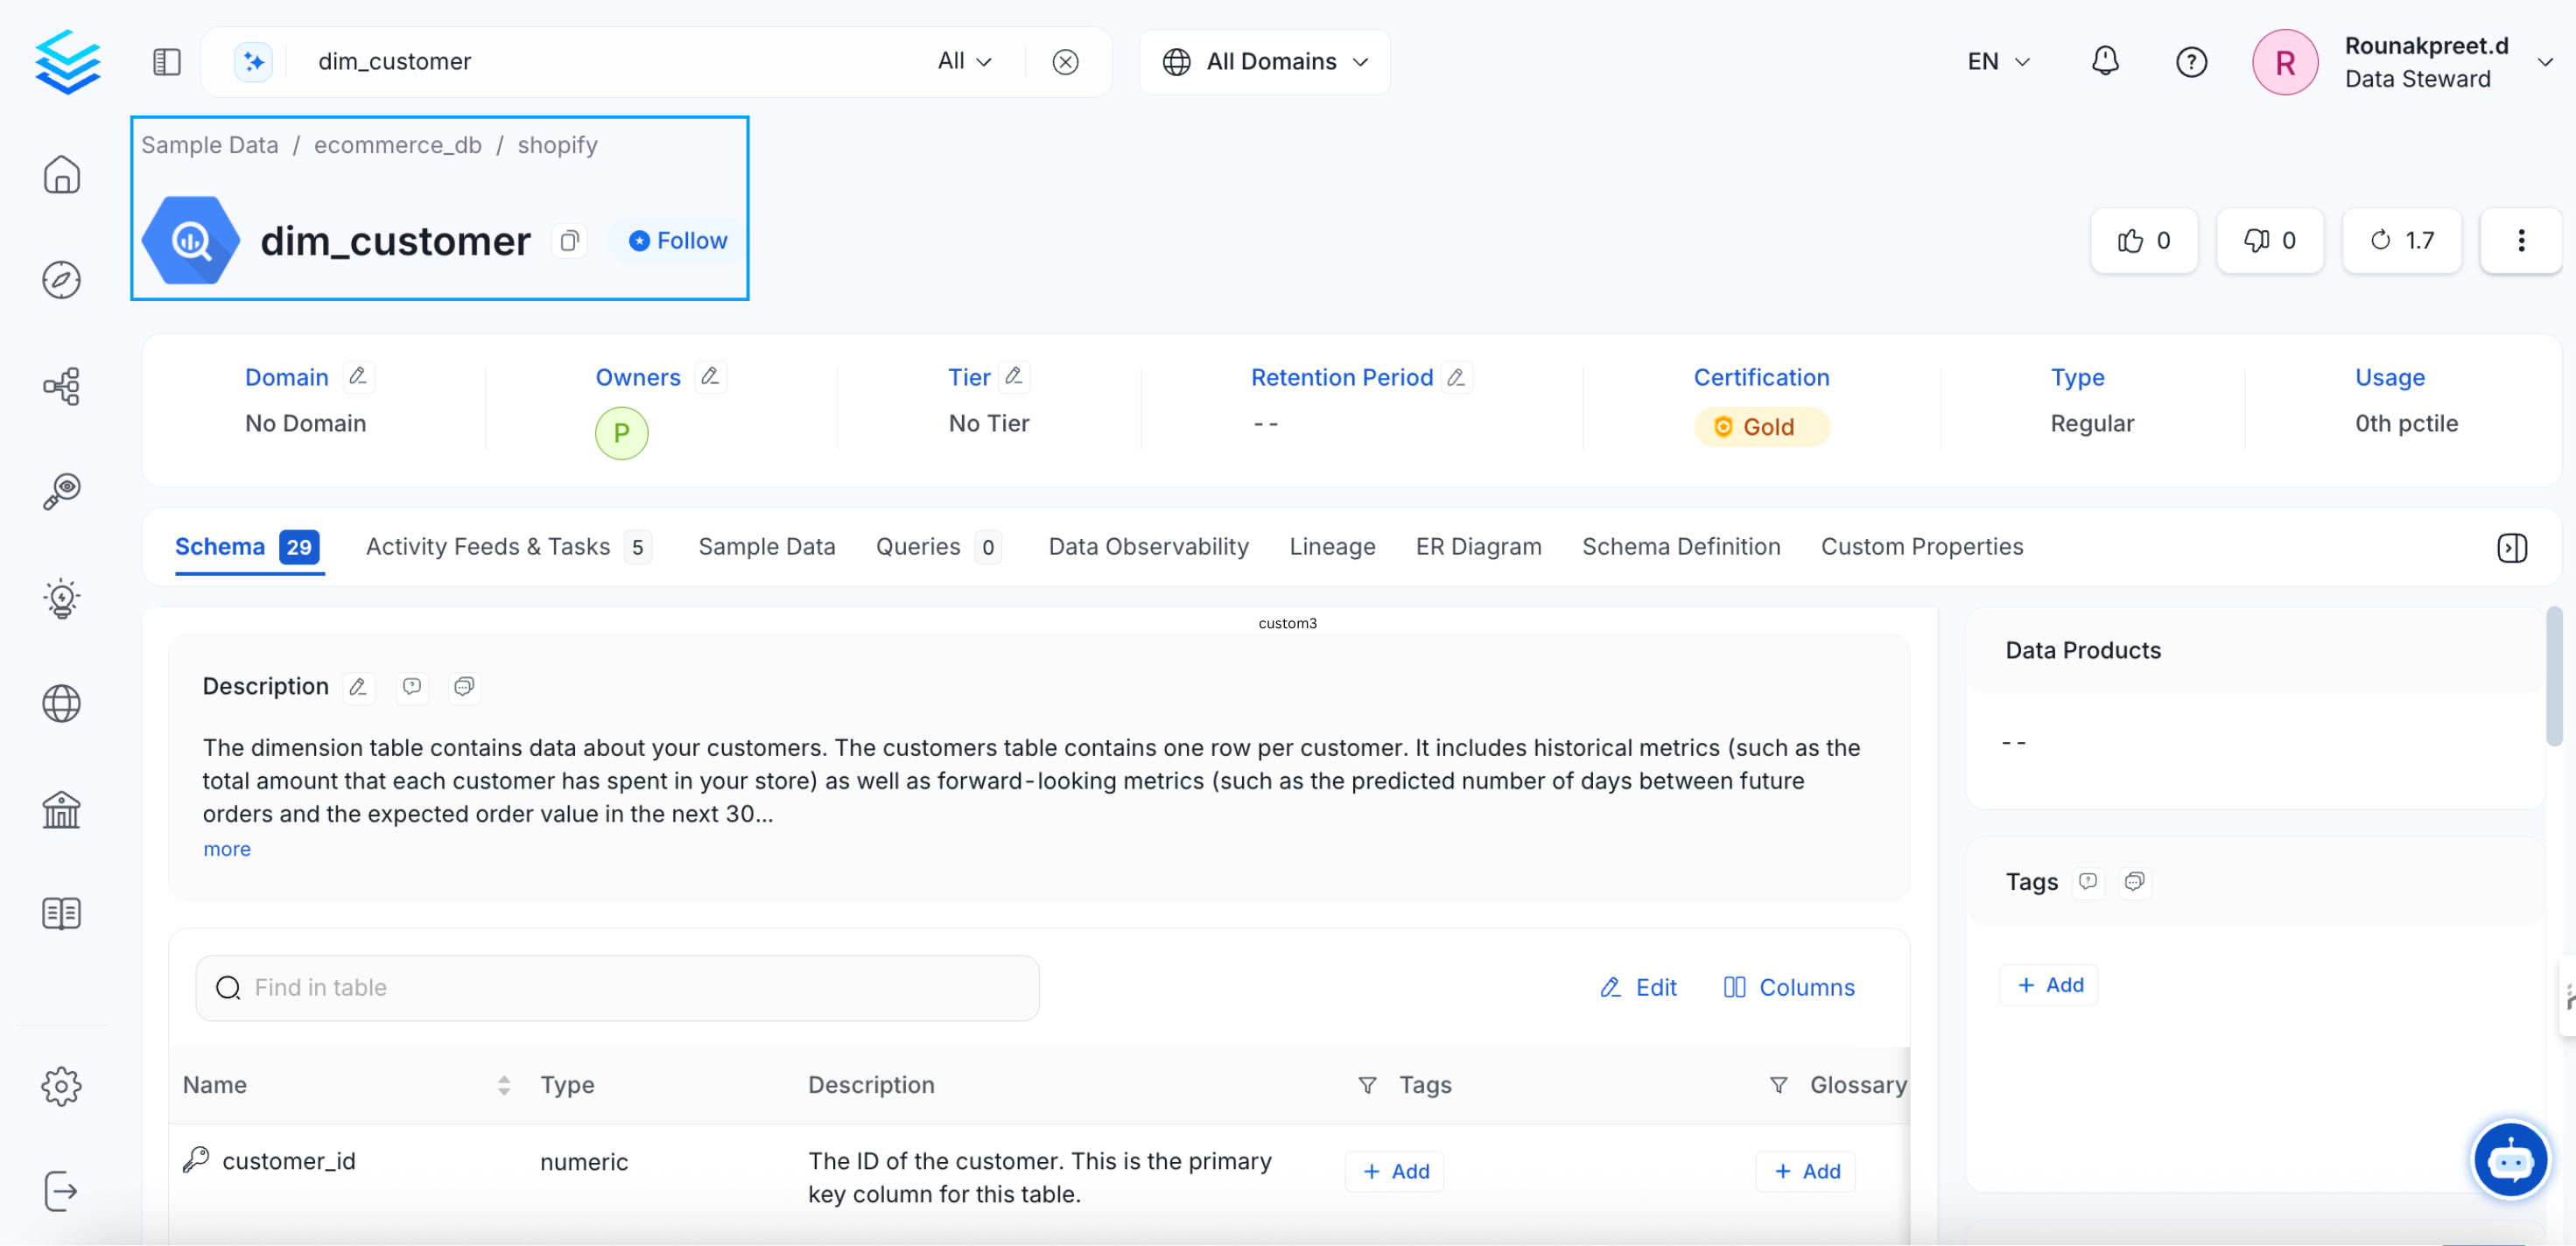 dim_customer All All Domains EN R Rounakpreet.d
Data Steward
Sample Data / ecommerce_db / shopify
dim_customer Follow 0 0 1.7
Domain Owners Tier Retention Period Certification Type Usage
No Domain P No Tier -- Gold Regular 0th pctile
Schema 29 Activity Feeds & Tasks 5 Sample Data Queries 0 Data Observability Lineage ER Diagram Schema Definition Custom Properties
custom3
Description
The dimension table contains data about your customers. The customers table contains one row per customer. It includes historical metrics (such as the
total amount that each customer has spent in your store) as well as forward-looking metrics (such as the predicted number of days between future
orders and the expected order value in the next 30...
more
Data Products
--
Tags
+ Add
Find in table Edit Columns
Name Type Description Tags Glossary
customer_id numeric The ID of the customer. This is the primary + Add + Add
key column for this table.